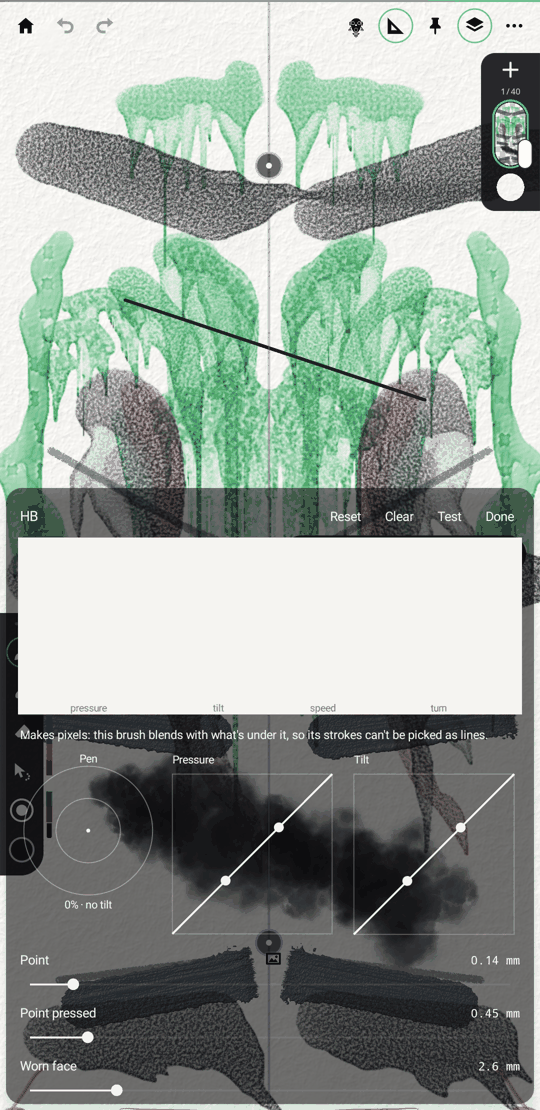 1/40
HB Reset Clear Test Done
pressure tilt speed turn
Makes pixels: this brush blends with what's under it, so its strokes can't be picked as lines.
Pen Pressure Tilt
0% · no tilt
Point 0.14 mm
Point pressed 0.45 mm
Worn face 2.6 mm